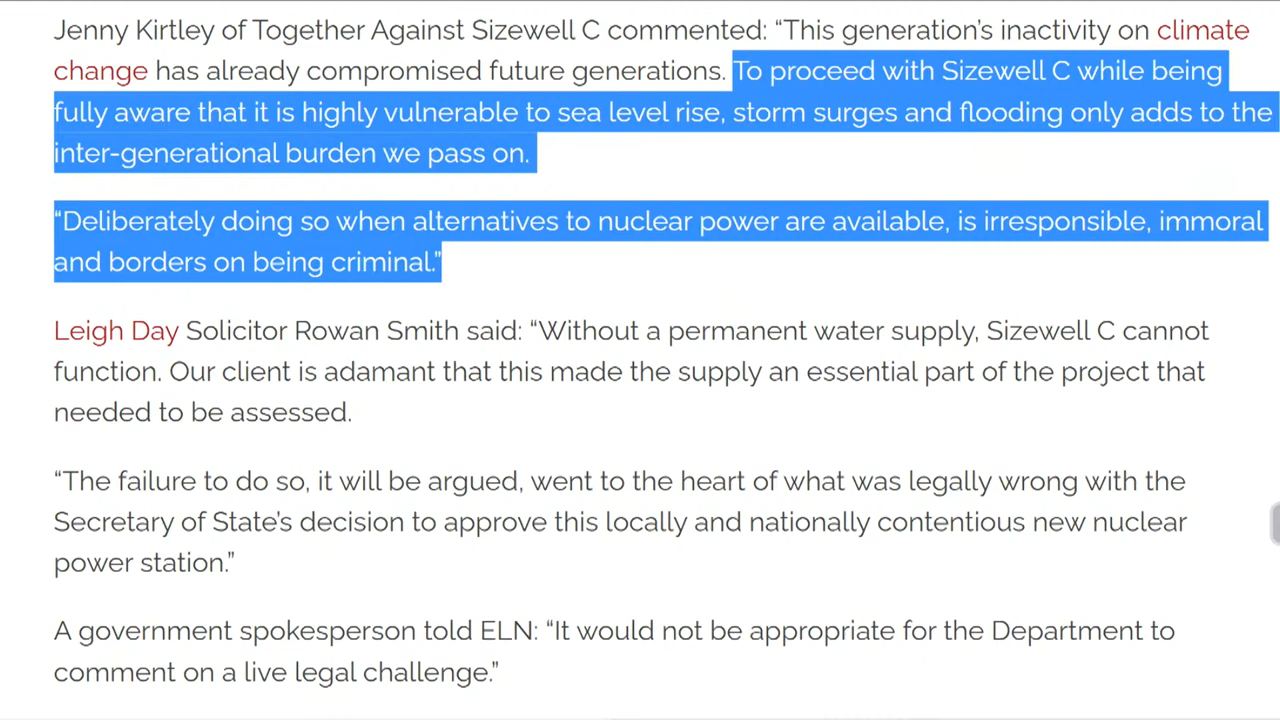 Jenny Kirtley of Together Against Sizewell C commented: “This generation’s inactivity on climate
change has already compromised future generations. To proceed with Sizewell C while being
fully aware that it is highly vulnerable to sea level rise, storm surges and flooding only adds to the
inter-generational burden we pass on.
“Deliberately doing so when alternatives to nuclear power are available, is irresponsible, immoral
and borders on being criminal.”
Leigh Day Solicitor Rowan Smith said: “Without a permanent water supply, Sizewell C cannot
function. Our client is adamant that this made the supply an essential part of the project that
needed to be assessed.
“The failure to do so, it will be argued, went to the heart of what was legally wrong with the
Secretary of State’s decision to approve this locally and nationally contentious new nuclear
power station.”
A government spokesperson told ELN: “It would not be appropriate for the Department to
comment on a live legal challenge.”